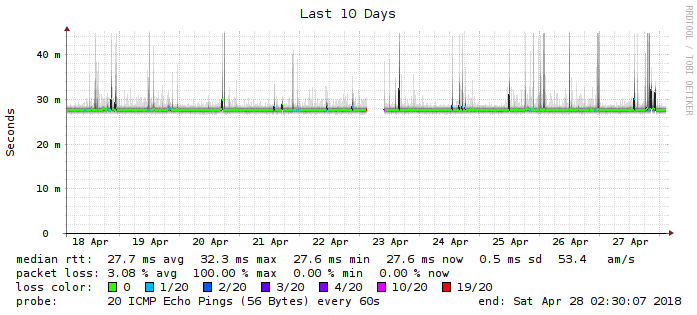 Last 10 Days
RRDTOOL / TOBI OETIKER
Seconds
40 m
30 m
20 m
10 m
0
18 Apr 19 Apr 20 Apr 21 Apr 22 Apr 23 Apr 24 Apr 25 Apr 26 Apr 27 Apr
median rtt: 27.7 ms avg 32.3 ms max 27.6 ms min 27.6 ms now 0.5 ms sd 53.4 am/s
packet loss: 3.08 % avg 100.00 % max 0.00 % min 0.00 % now
loss color: 0 1/20 2/20 3/20 4/20 10/20 19/20
probe: 20 ICMP Echo Pings (56 Bytes) every 60s end: Sat Apr 28 02:30:07 2018